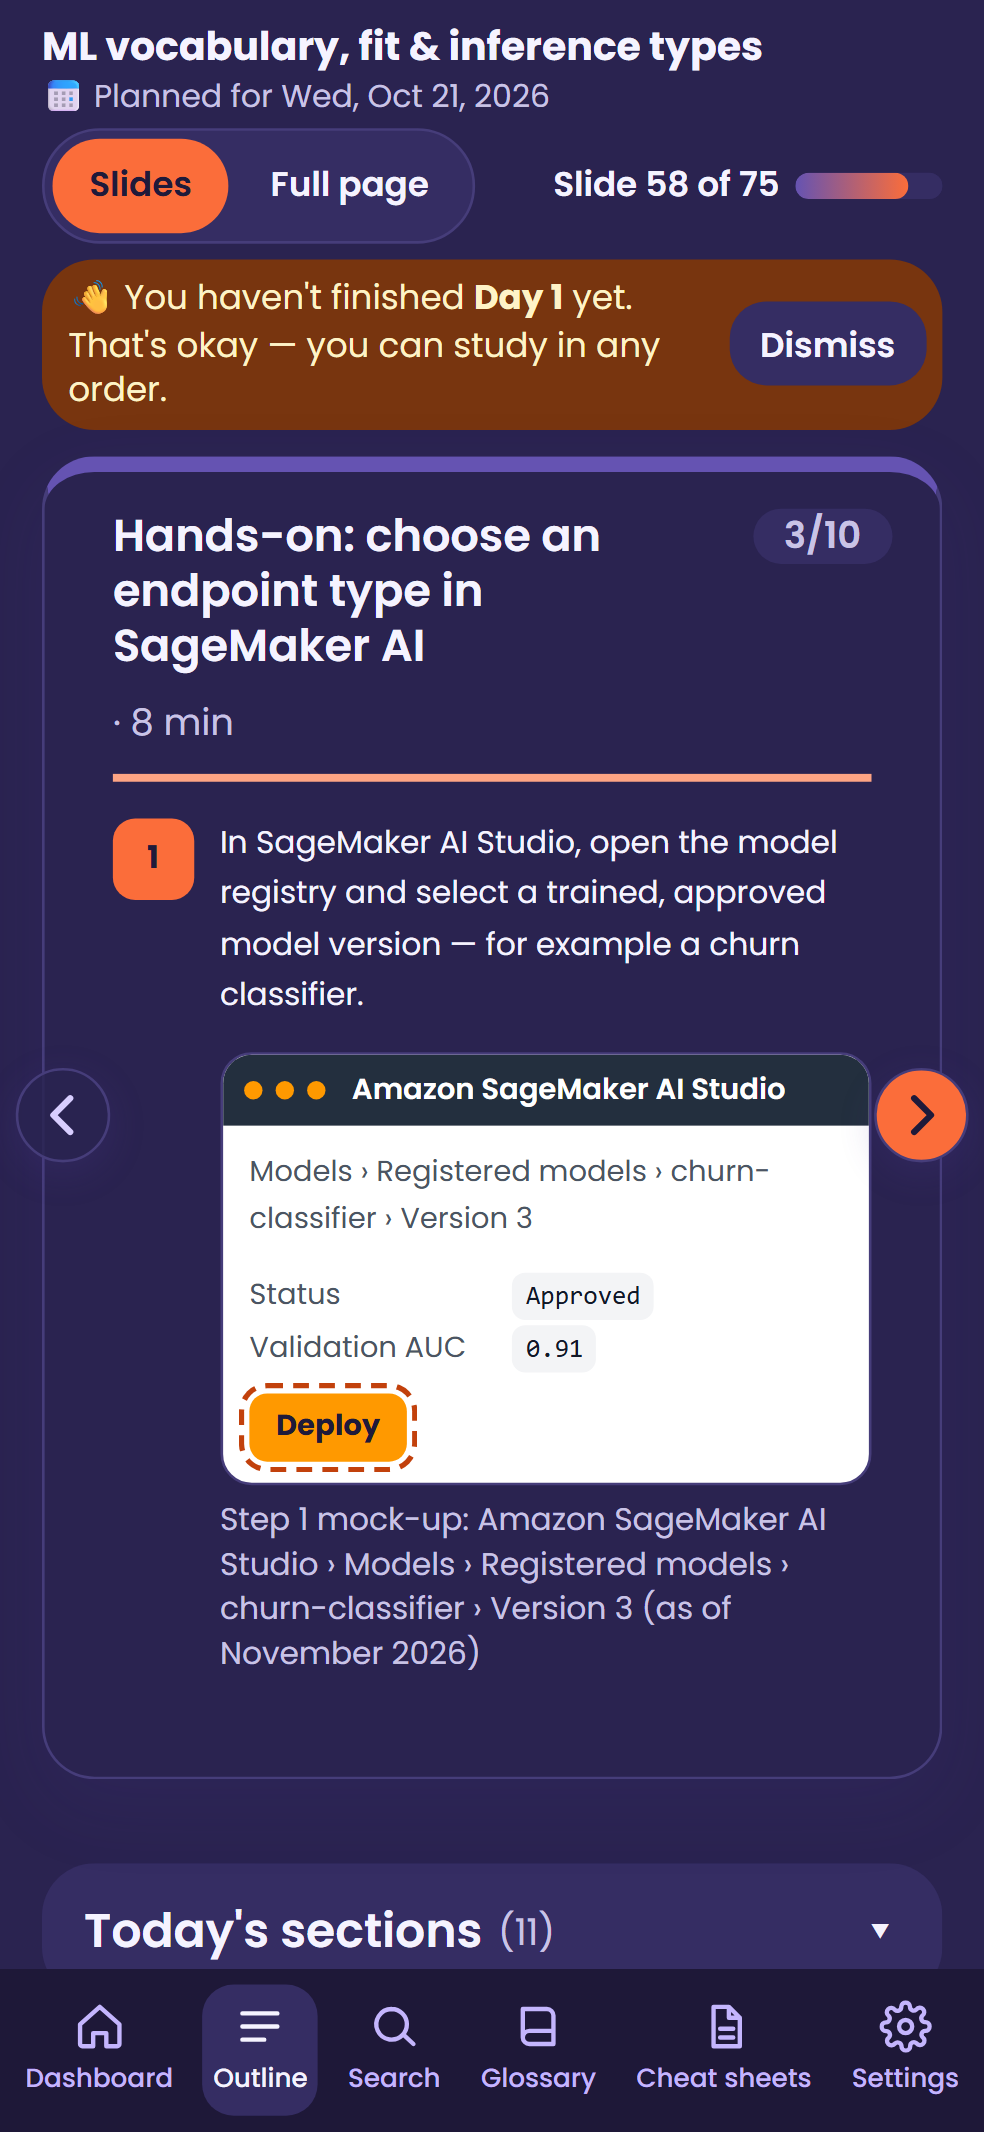 ML vocabulary, fit & inference types
Planned for Wed, Oct 21, 2026
Slides
Full page
Slide 58 of 75
👋 You haven't finished Day 1 yet.
That's okay — you can study in any
order.
Dismiss
Hands-on: choose an
endpoint type in
SageMaker AI
3/10
· 8 min
1
In SageMaker AI Studio, open the model
registry and select a trained, approved
model version — for example a churn
classifier.
Amazon SageMaker AI Studio
Models › Registered models › churn-
classifier › Version 3
Status Approved
Validation AUC 0.91
Deploy
Step 1 mock-up: Amazon SageMaker AI
Studio › Models › Registered models ›
churn-classifier › Version 3 (as of
November 2026)
Today's sections (11)
Dashboard
Outline
Search
Glossary
Cheat sheets
Settings